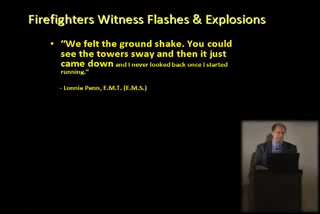 Firefighters Witness Flashes & Explosions
• “We felt the ground shake. You could
see the towers sway and then it just
came down and I never looked back once I started
running.”
- Lonnie Penn, E.M.T. (E.M.S.)